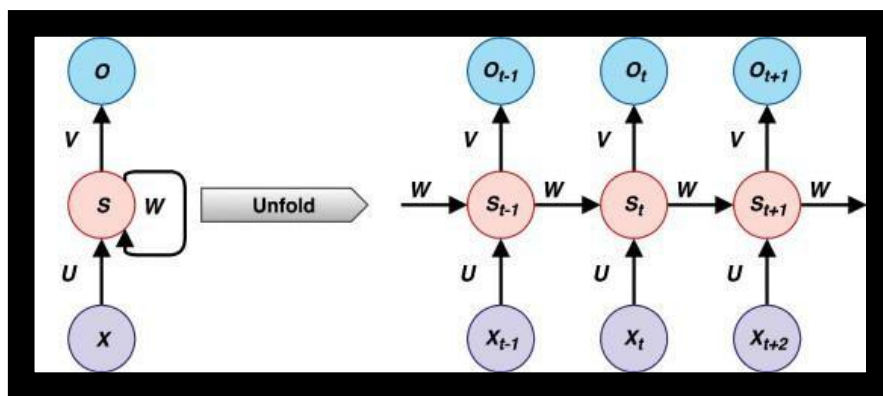 O O_{t-1} O_t O_{t+1}
V V V V
S W Unfold W S_{t-1} W S_t W S_{t+1} W
U U U U
X X_{t-1} X_t X_{t+2}